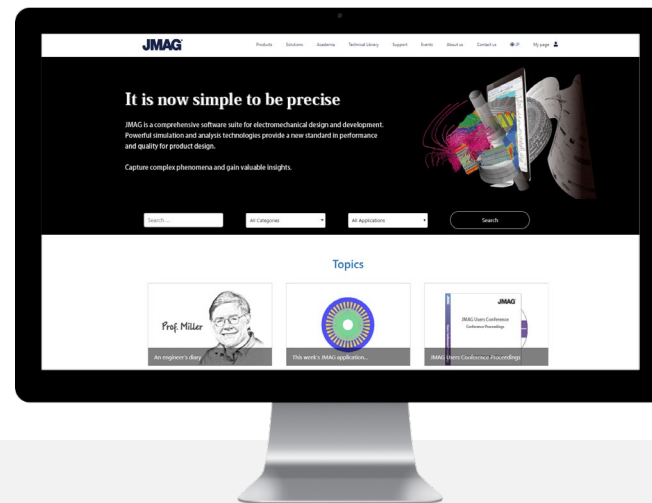 JMAG
Products Solutions Academia Technical Library Support Events About us Contact us JP My page
It is now simple to be precise
JMAG is a comprehensive software suite for electromechanical design and development.
Powerful simulation and analysis technologies provide a new standard in performance
and quality for product design.
Capture complex phenomena and gain valuable insights.
Search ... All Categories All Applications Search
Topics
Prof. Miller
An engineer's diary
This week's JMAG application...
JMAG
JMAG Users Conference
Conference Proceedings
JMAG Users Conference Proceedings